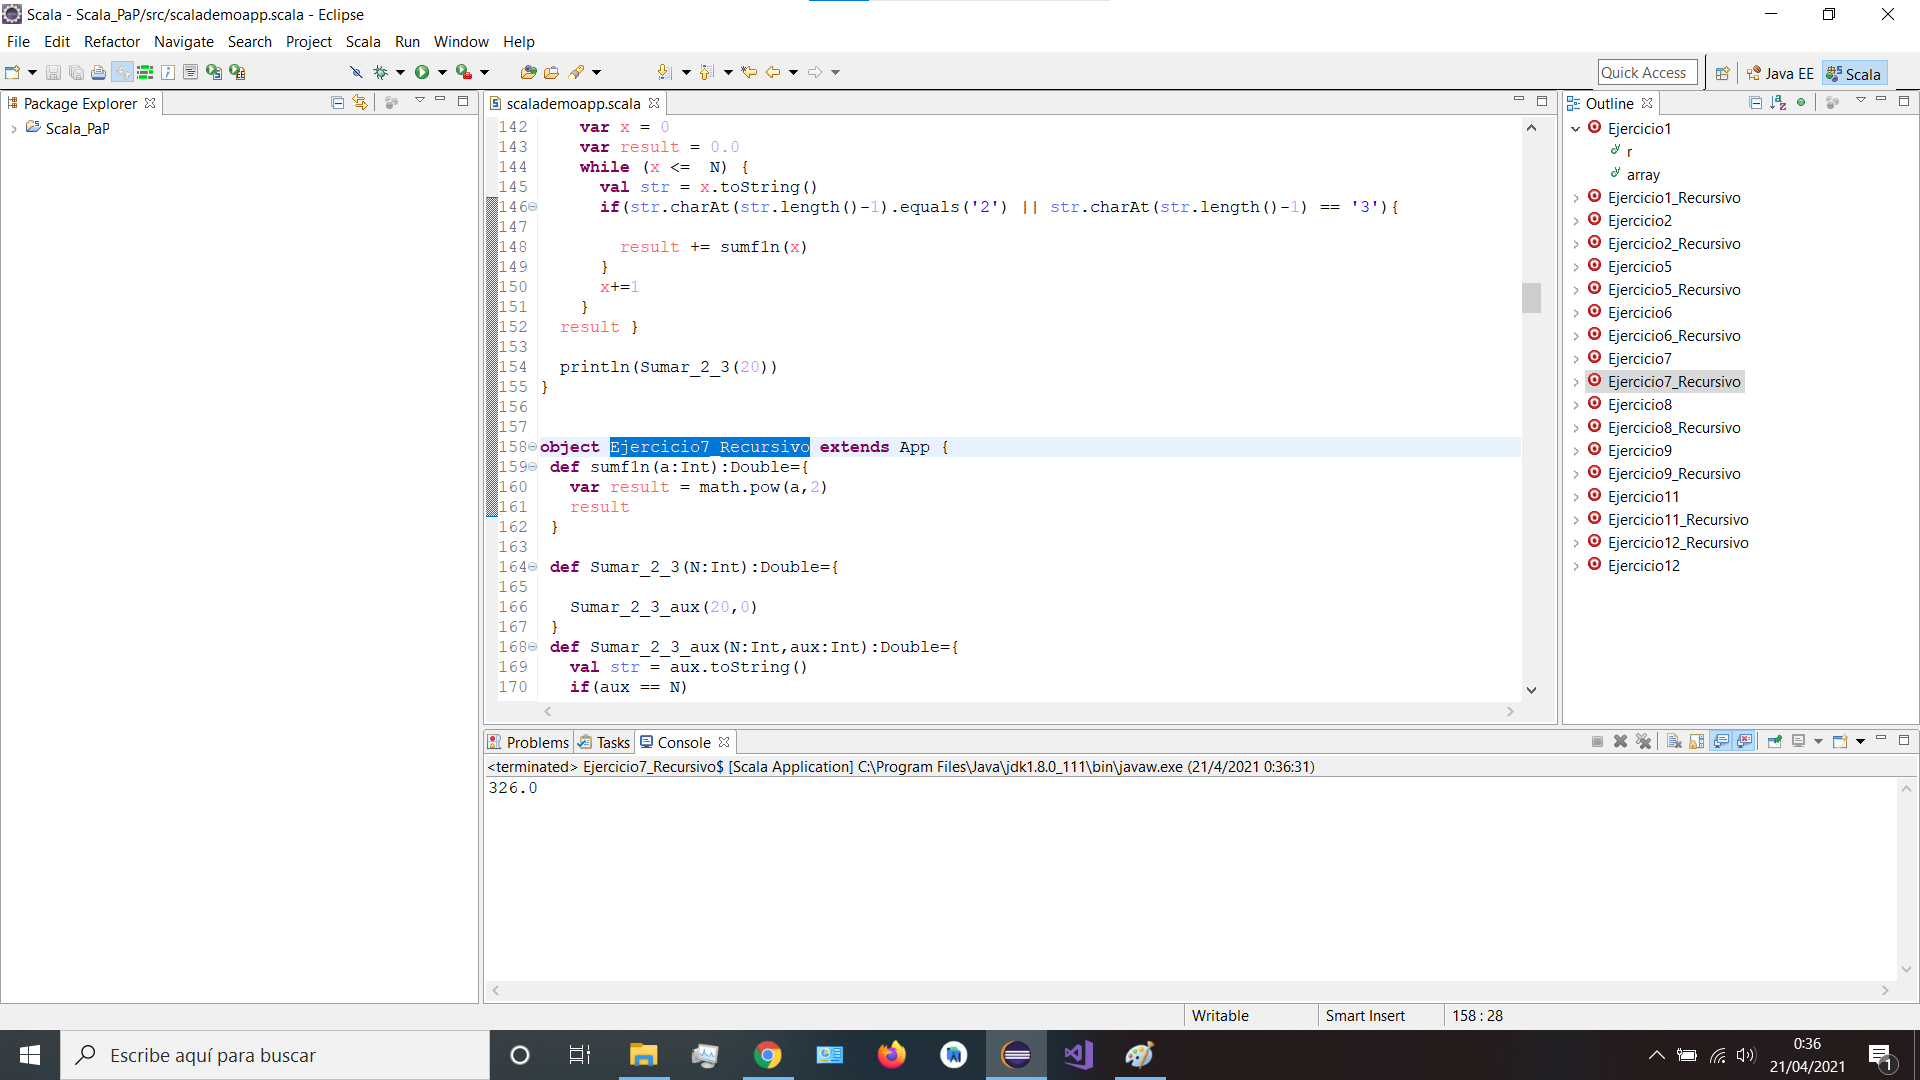 Scala - Scala_PaP/src/scalademoapp.scala - Eclipse
File Edit Refactor Navigate Search Project Scala Run Window Help
Quick Access Java EE Scala
Package Explorer
Scala_PaP
scalademoapp.scala
142 var x = 0
143 var result = 0.0
144 while (x <=  N) {
145 val str = x.toString()
146 if(str.charAt(str.length()-1).equals('2') || str.charAt(str.length()-1) == '3'){
147
148 result += sumf1n(x)
149 }
150 x+=1
151 }
152 result }
153
154 println(Sumar_2_3(20))
155 }
156
157
158 object Ejercicio7_Recursivo extends App {
159 def sumf1n(a:Int):Double={
160 var result = math.pow(a,2)
161 result
162 }
163
164 def Sumar_2_3(N:Int):Double={
165
166 Sumar_2_3_aux(20,0)
167 }
168 def Sumar_2_3_aux(N:Int,aux:Int):Double={
169 val str = aux.toString()
170 if(aux == N)
Outline
Ejercicio1
r
array
Ejercicio1_Recursivo
Ejercicio2
Ejercicio2_Recursivo
Ejercicio5
Ejercicio5_Recursivo
Ejercicio6
Ejercicio6_Recursivo
Ejercicio7
Ejercicio7_Recursivo
Ejercicio8
Ejercicio8_Recursivo
Ejercicio9
Ejercicio9_Recursivo
Ejercicio11
Ejercicio11_Recursivo
Ejercicio12_Recursivo
Ejercicio12
Problems Tasks Console
<terminated> Ejercicio7_Recursivo$ [Scala Application] C:\Program Files\Java\jdk1.8.0_111\bin\javaw.exe (21/4/2021 0:36:31)
326.0
Writable Smart Insert 158 : 28
Escribe aquí para buscar
0:36
21/04/2021
1